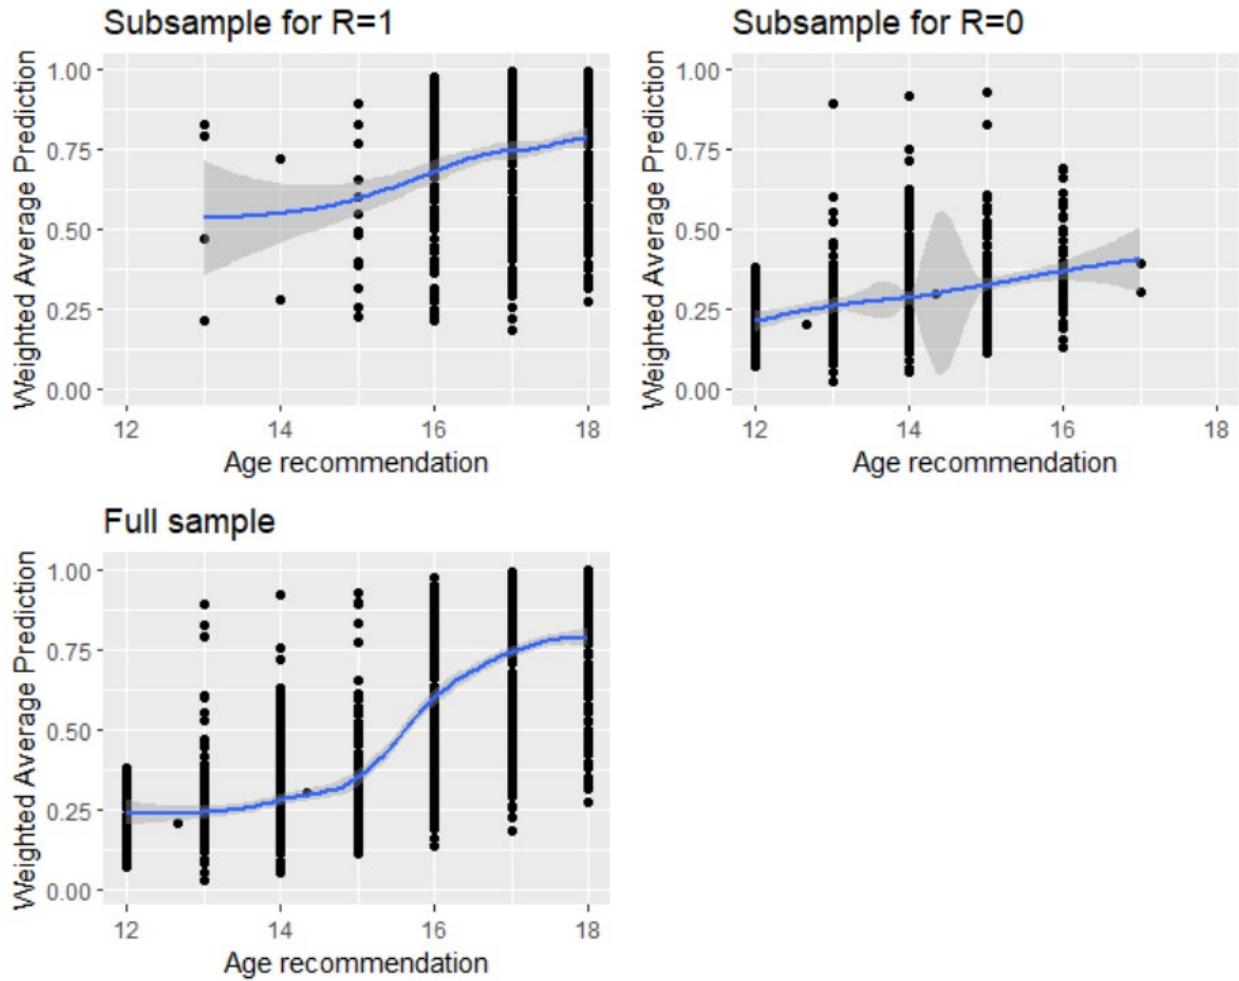 Subsample for R=1
Weighted Average Prediction
1.00
0.75
0.50
0.25
0.00
12 14 16 18
Age recommendation
Subsample for R=0
Weighted Average Prediction
1.00
0.75
0.50
0.25
0.00
12 14 16 18
Age recommendation
Full sample
Weighted Average Prediction
1.00
0.75
0.50
0.25
0.00
12 14 16 18
Age recommendation